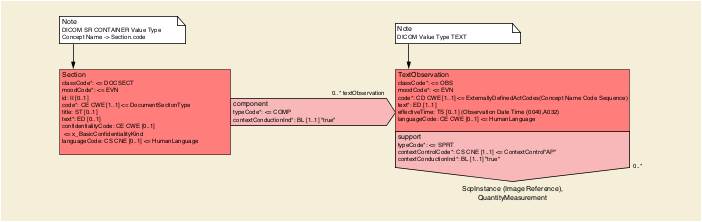 Note
DICOM SR CONTAINER Value Type
Concept Name -> Section.code
Note
DICOM Value Type TEXT
Section
classCode*: <= DOCSECT
moodCode*: <= EVN
id: II [0..1]
code*: CE CWE [1..1] <= DocumentSectionType
title: ST [0..1]
text*: ED [0..1]
confidentialityCode: CE CWE [0..1]
<= x_BasicConfidentialityKind
languageCode: CS CNE [0..1] <= HumanLanguage
0..* textObservation
component
typeCode*: <= COMP
contextConductionInd*: BL [1..1] "true"
TextObservation
classCode*: <= OBS
moodCode*: <= EVN
code*: CD CWE [1..1] <= ExternallyDefinedActCodes (Concept Name Code Sequence)
text*: ED [1..1]
effectiveTime: TS [0..1] (Observation Date Time (0040,A032)
languageCode: CE CWE [0..1] <= HumanLanguage
support
typeCode*: <= SPRT
contextControlCode*: CS CNE [1..1] <= ContextControl"AP"
contextConductionInd*: BL [1..1] "true"
0..*
SopInstance (Image Reference),
QuantityMeasurement